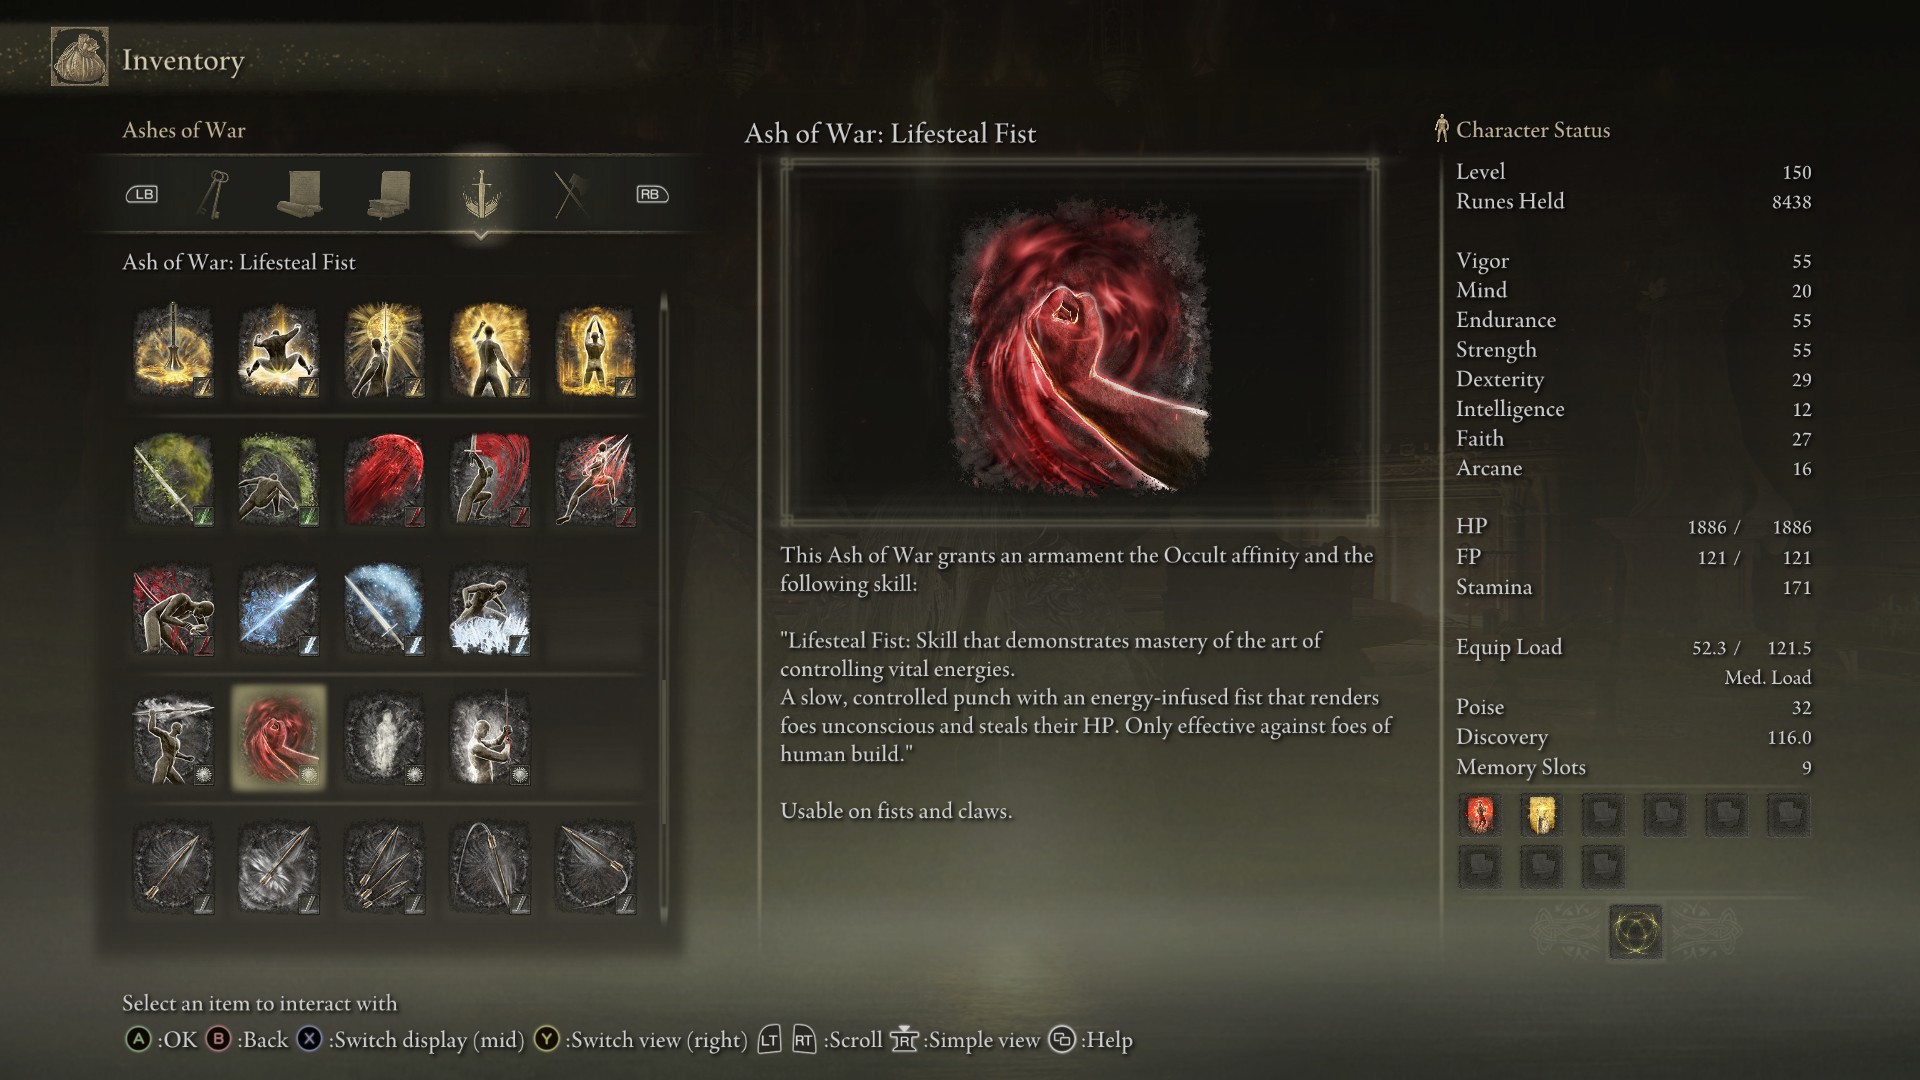 Inventory
Ashes of War
LB
RB
Ash of War: Lifesteal Fist
Ash of War: Lifesteal Fist
This Ash of War grants an armament the Occult affinity and the
following skill:
"Lifesteal Fist: Skill that demonstrates mastery of the art of
controlling vital energies.
A slow, controlled punch with an energy-infused fist that renders
foes unconscious and steals their HP. Only effective against foes of
human build."
Usable on fists and claws.
Character Status
Level 150
Runes Held 8438
Vigor 55
Mind 20
Endurance 55
Strength 55
Dexterity 29
Intelligence 12
Faith 27
Arcane 16
HP 1886 / 1886
FP 121 / 121
Stamina 171
Equip Load 52.3 / 121.5
Med. Load
Poise 32
Discovery 116.0
Memory Slots 9
Select an item to interact with
A :OK B :Back X :Switch display (mid) Y :Switch view (right) LT RT :Scroll R :Simple view :Help